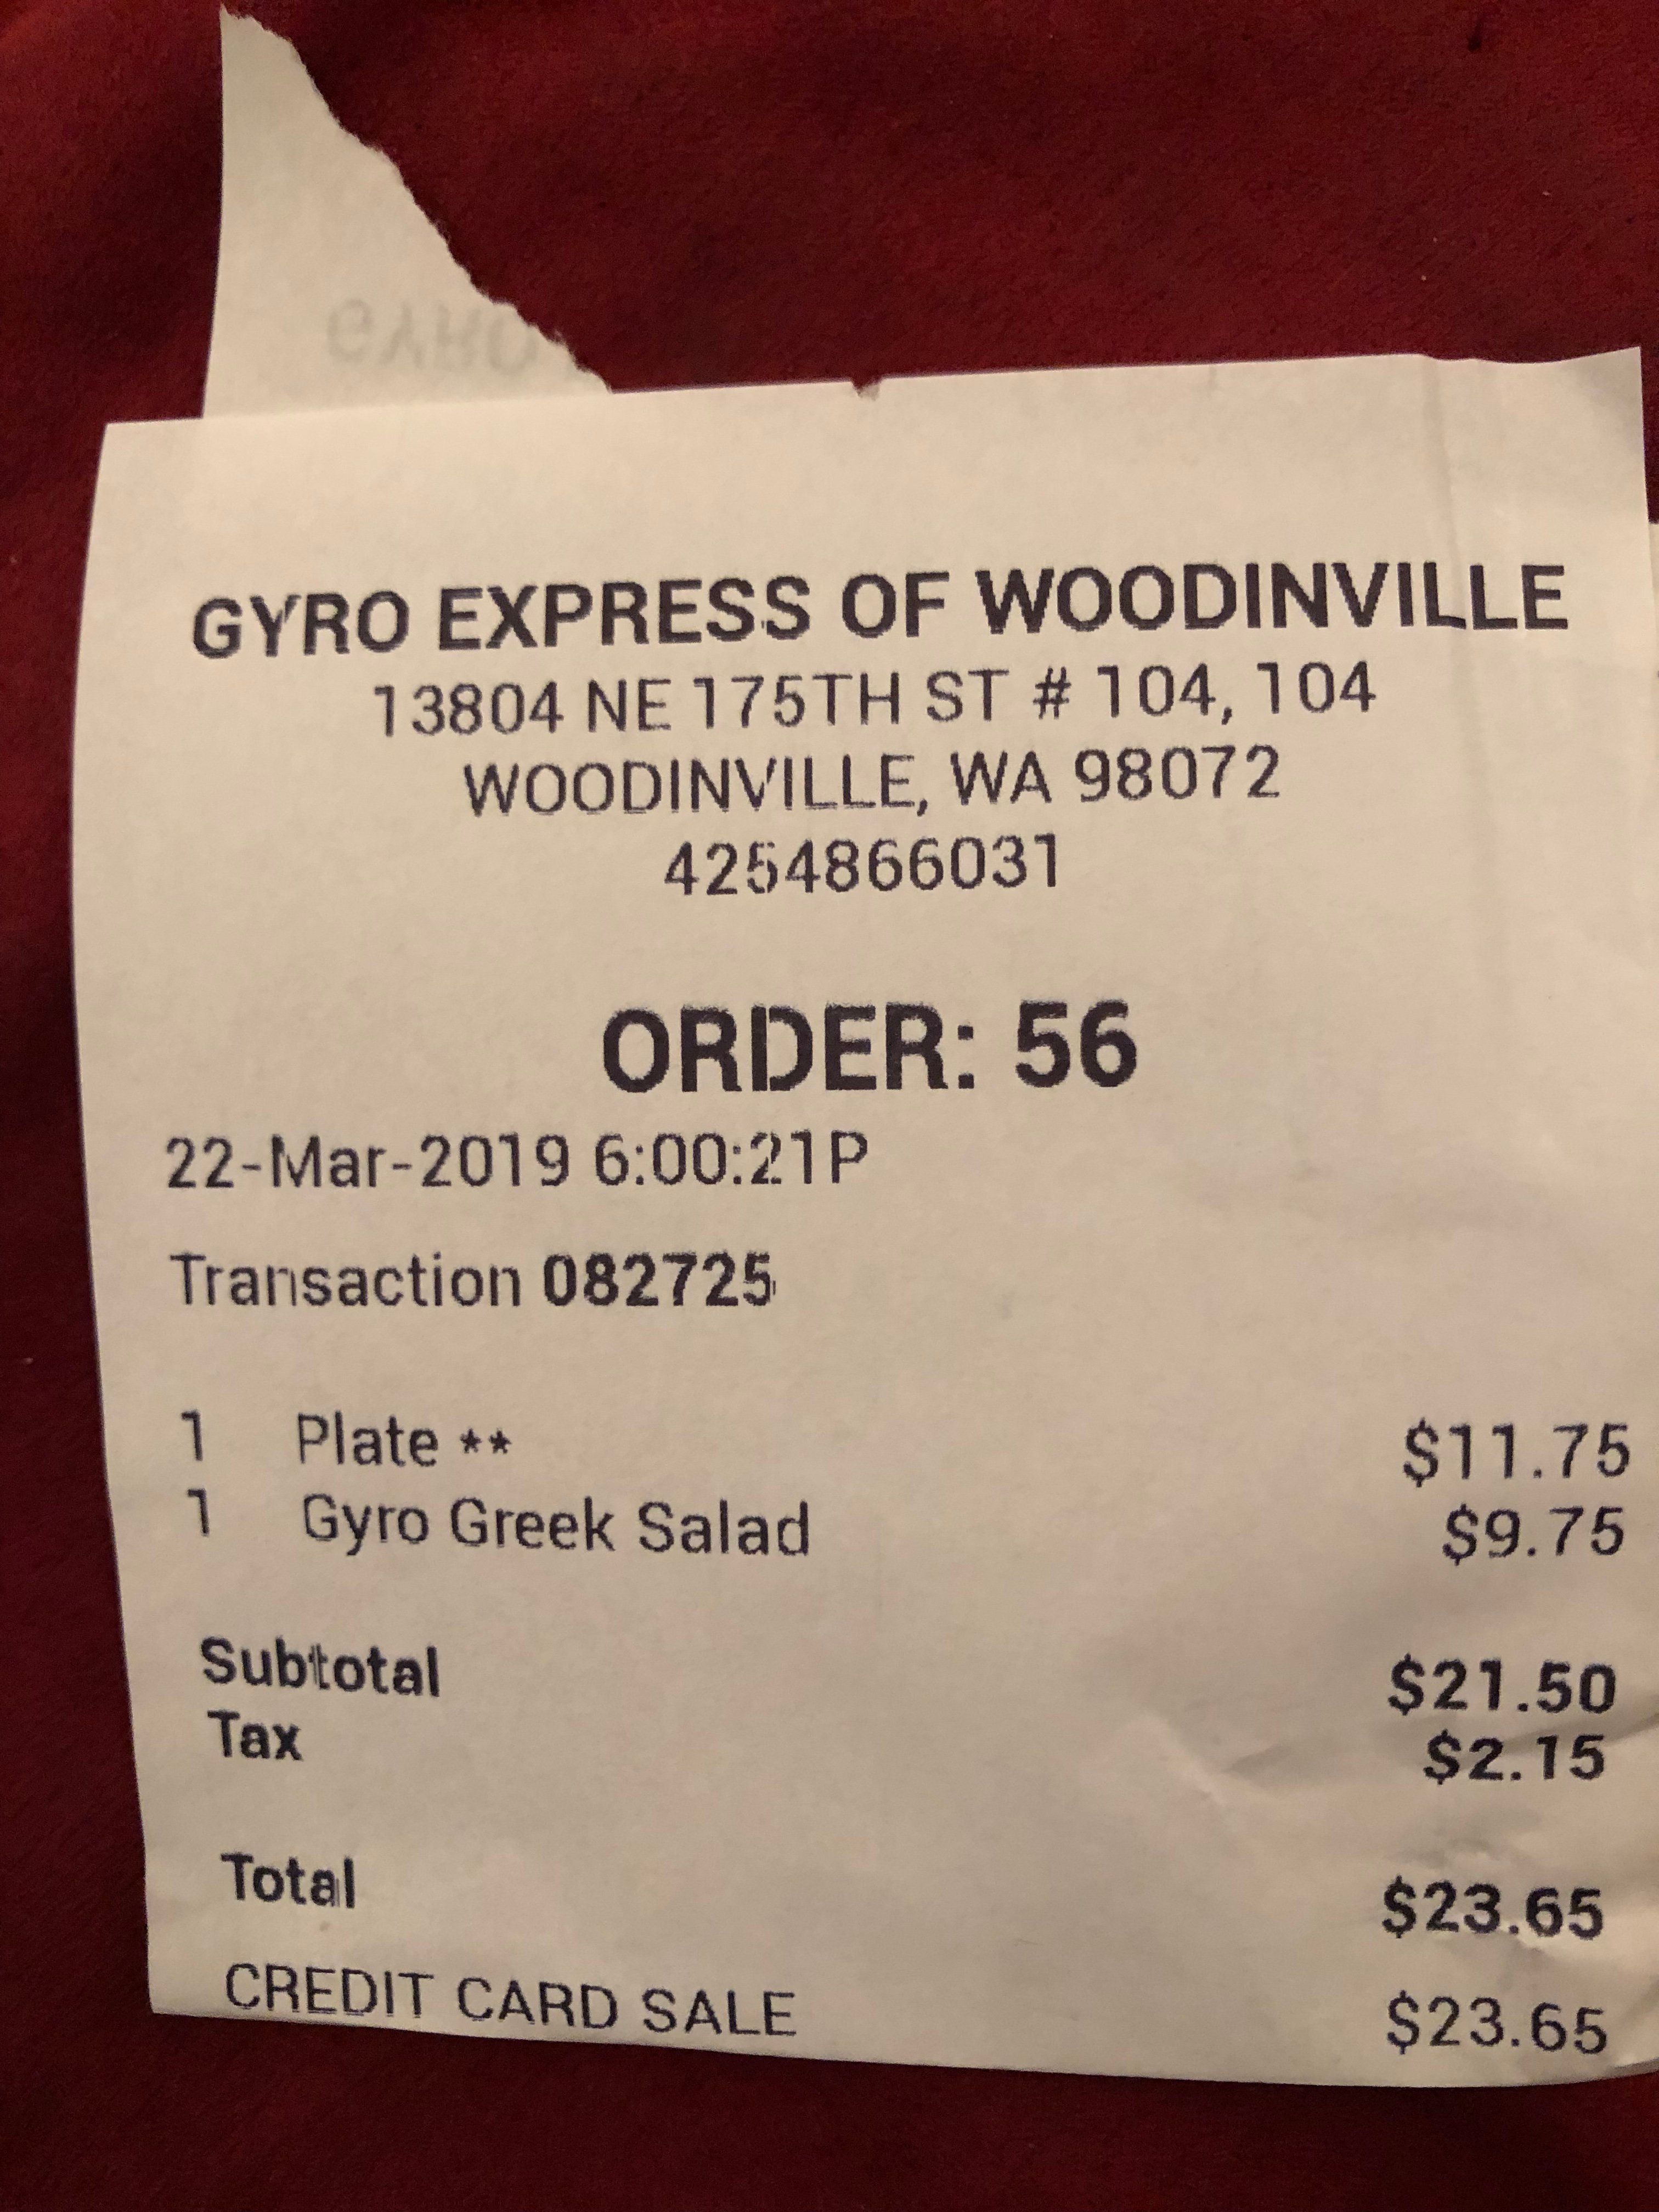 GYRO
GYRO EXPRESS OF WOODINVILLE
13804 NE 175TH ST # 104, 104
WOODINVILLE, WA 98072
4254866031
ORDER: 56
22-Mar-2019 6:00:21P
Transaction 082725
1 Plate ** $11.75
1 Gyro Greek Salad $9.75
Subtotal $21.50
Tax $2.15
Total $23.65
CREDIT CARD SALE $23.65